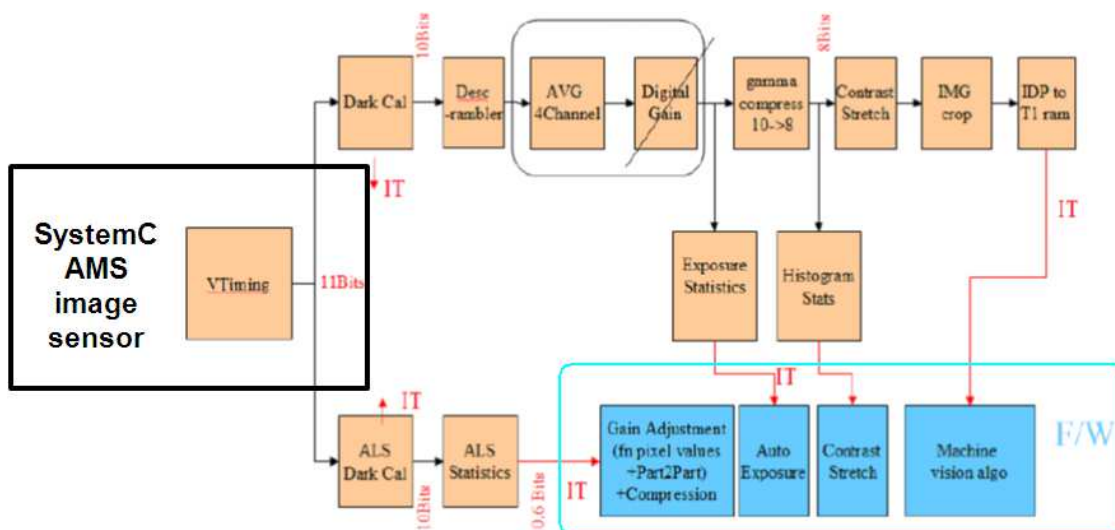 10Bits
8Bits
Dark Cal
Desc
-rambler
AVG
4Channel
Digital
Gain
gamma
compress
10->8
Contrast
Stretch
IMG
crop
IDP to
T1 ram
IT
IT
SystemC
AMS
image
sensor
VTiming
11Bits
Exposure
Statistics
Histogram
Stats
IT
IT
ALS
Dark Cal
ALS
Statistics
10Bits
0,6 Bits
IT
Gain Adjustment
(fn pixel values
+Part2Part)
+Compression
Auto
Exposure
Contrast
Stretch
Machine
vision algo
F/W